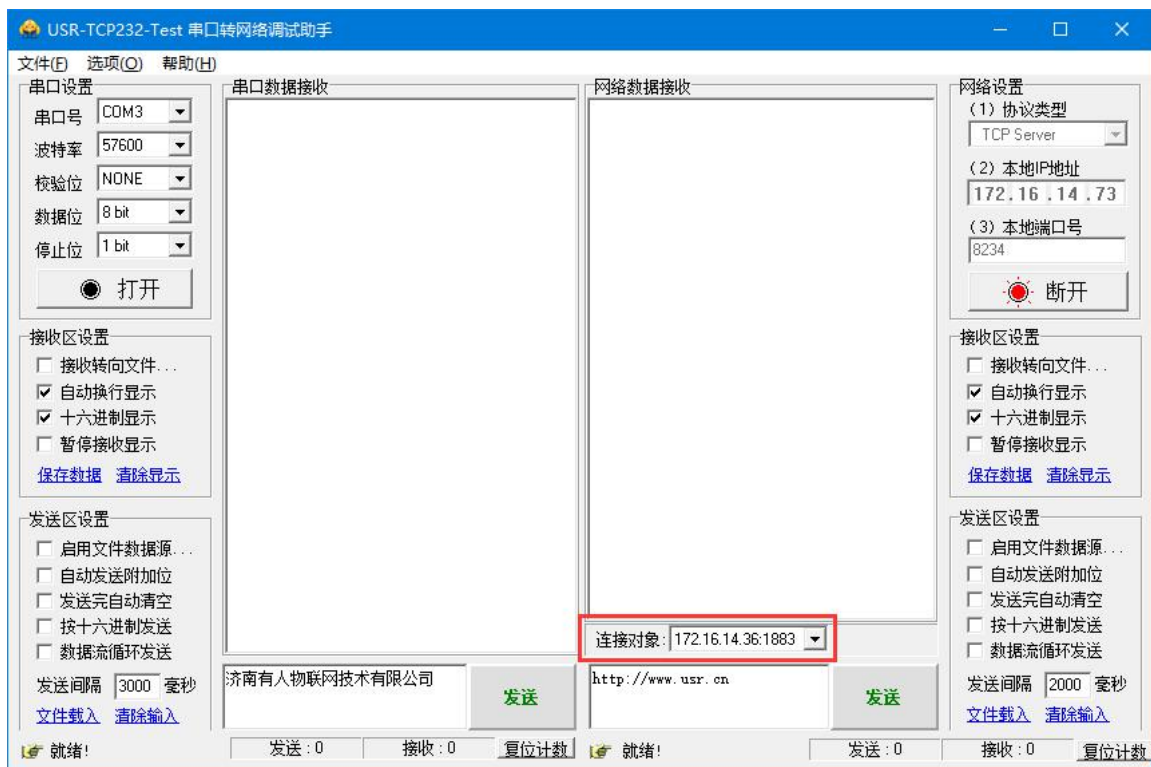 USR-TCP232-Test 串口转网络调试助手
文件(F) 选项(O) 帮助(H)
串口设置
串口号 COM3
波特率 57600
校验位 NONE
数据位 8 bit
停止位 1 bit
打开
接收区设置
接收转向文件...
自动换行显示
十六进制显示
暂停接收显示
保存数据 清除显示
发送区设置
启用文件数据源...
自动发送附加位
发送完自动清空
按十六进制发送
数据流循环发送
发送间隔 3000 毫秒
文件载入 清除输入
串口数据接收
济南有人物联网技术有限公司
发送
网络数据接收
连接对象: 172.16.14.36:1883
http://www.usr.cn
发送
网络设置
(1) 协议类型
TCP Server
(2) 本地IP地址
172.16.14.73
(3) 本地端口号
8234
断开
接收区设置
接收转向文件...
自动换行显示
十六进制显示
暂停接收显示
保存数据 清除显示
发送区设置
启用文件数据源...
自动发送附加位
发送完自动清空
按十六进制发送
数据流循环发送
发送间隔 2000 毫秒
文件载入 清除输入
就绪! 发送:0 接收:0 复位计数 就绪! 发送:0 接收:0 复位计数